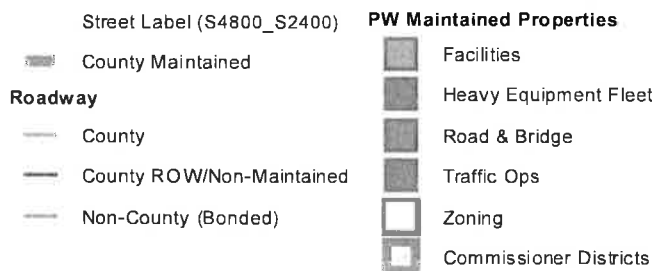 Street Label (S4800_S2400)
County Maintained
Roadway
County
County ROW/Non-Maintained
Non-County (Bonded)
PW Maintained Properties
Facilities
Heavy Equipment Fleet
Road & Bridge
Traffic Ops
Zoning
Commissioner Districts